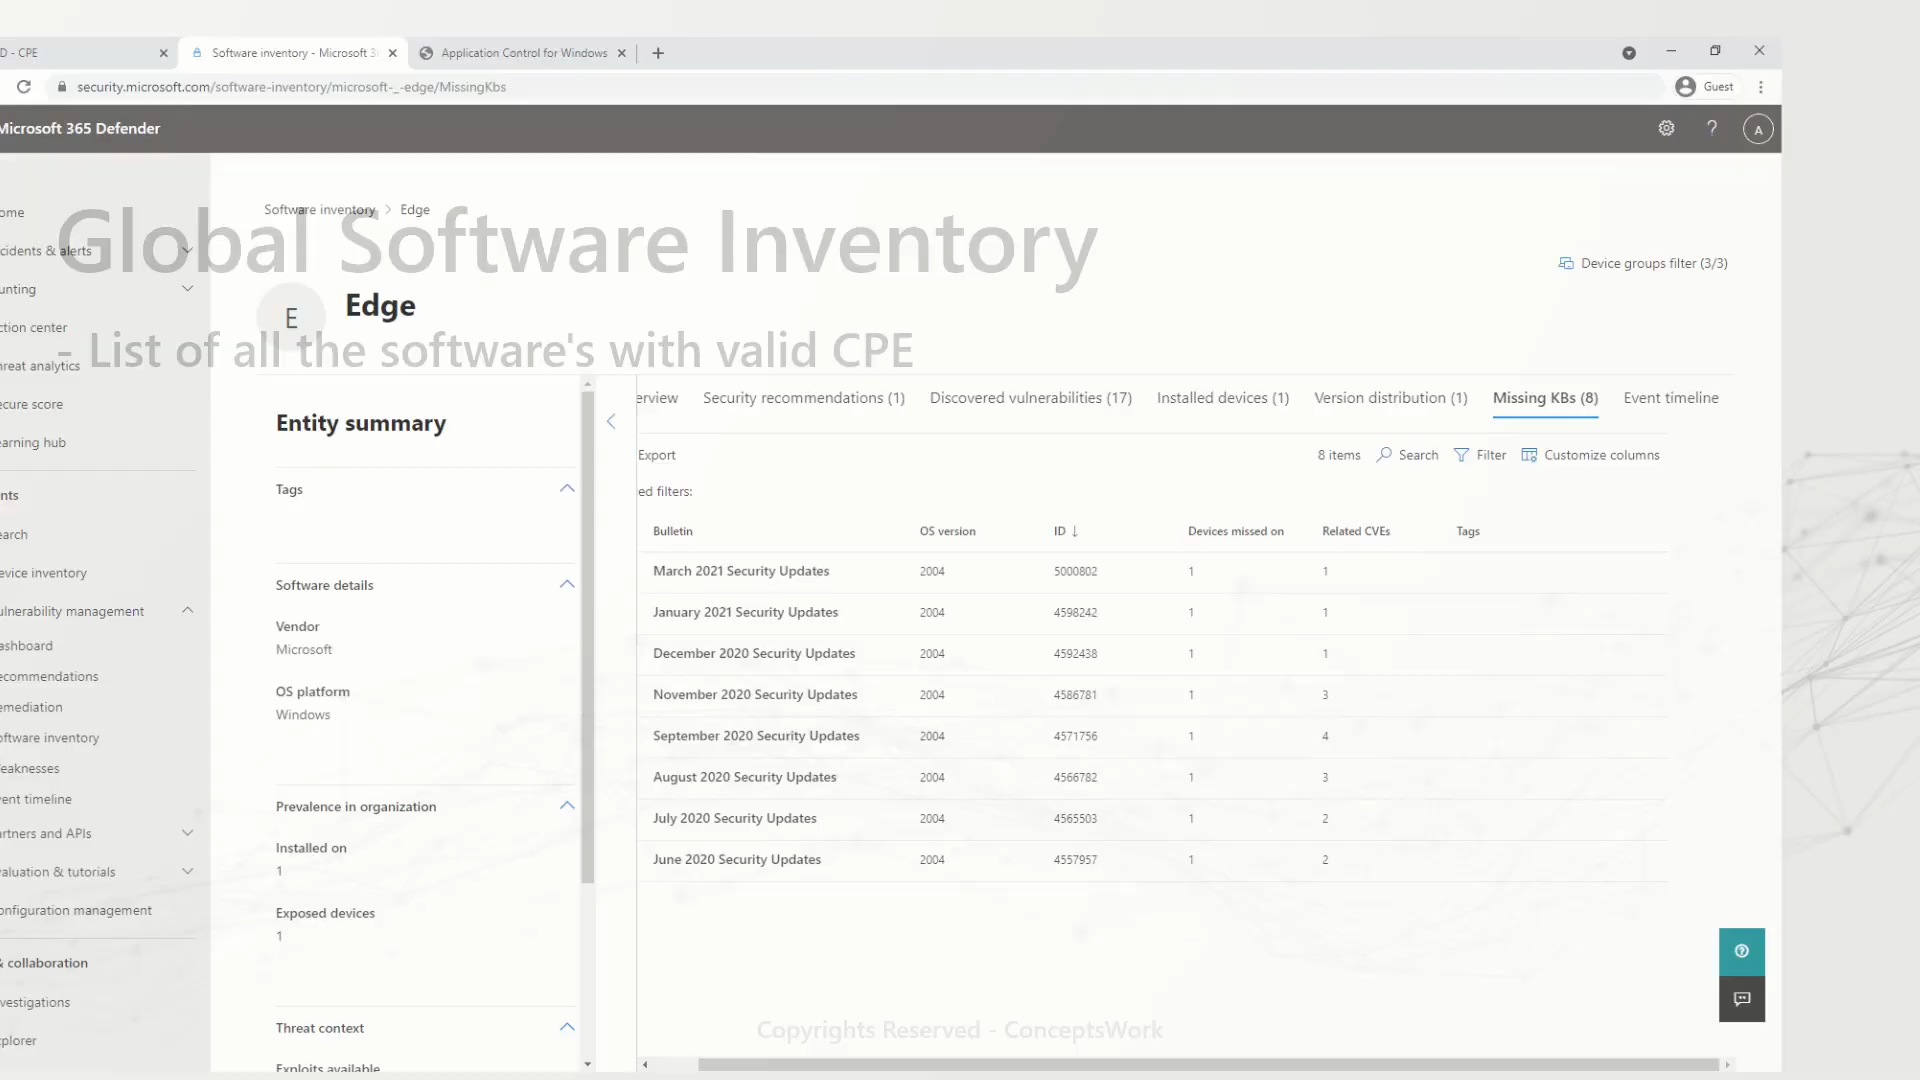 D - CPE
Software inventory - Microsoft 3
Application Control for Windows
security.microsoft.com/software-inventory/microsoft-_-edge/MissingKbs
Guest
Microsoft 365 Defender
?
A
Software inventory > Edge
Global Software Inventory
Device groups filter (3/3)
E
Edge
- List of all the software's with valid CPE
ome
cidents & alerts
unting
ction center
hreat analytics
ecure score
earning hub
nts
earch
evice inventory
ulnerability management
ashboard
ecommendations
emediation
oftware inventory
eaknesses
vent timeline
artners and APIs
valuation & tutorials
onfiguration management
& collaboration
nvestigations
xplorer
Entity summary
Tags
Software details
Vendor
Microsoft
OS platform
Windows
Prevalence in organization
Installed on
1
Exposed devices
1
Threat context
Exploits available
erview Security recommendations (1) Discovered vulnerabilities (17) Installed devices (1) Version distribution (1) Missing KBs (8) Event timeline
Export 8 items Search Filter Customize columns
ed filters:
Bulletin OS version ID ↓ Devices missed on Related CVEs Tags
March 2021 Security Updates 2004 5000802 1 1
January 2021 Security Updates 2004 4598242 1 1
December 2020 Security Updates 2004 4592438 1 1
November 2020 Security Updates 2004 4586781 1 3
September 2020 Security Updates 2004 4571756 1 4
August 2020 Security Updates 2004 4566782 1 3
July 2020 Security Updates 2004 4565503 1 2
June 2020 Security Updates 2004 4557957 1 2
Copyrights Reserved - ConceptsWork